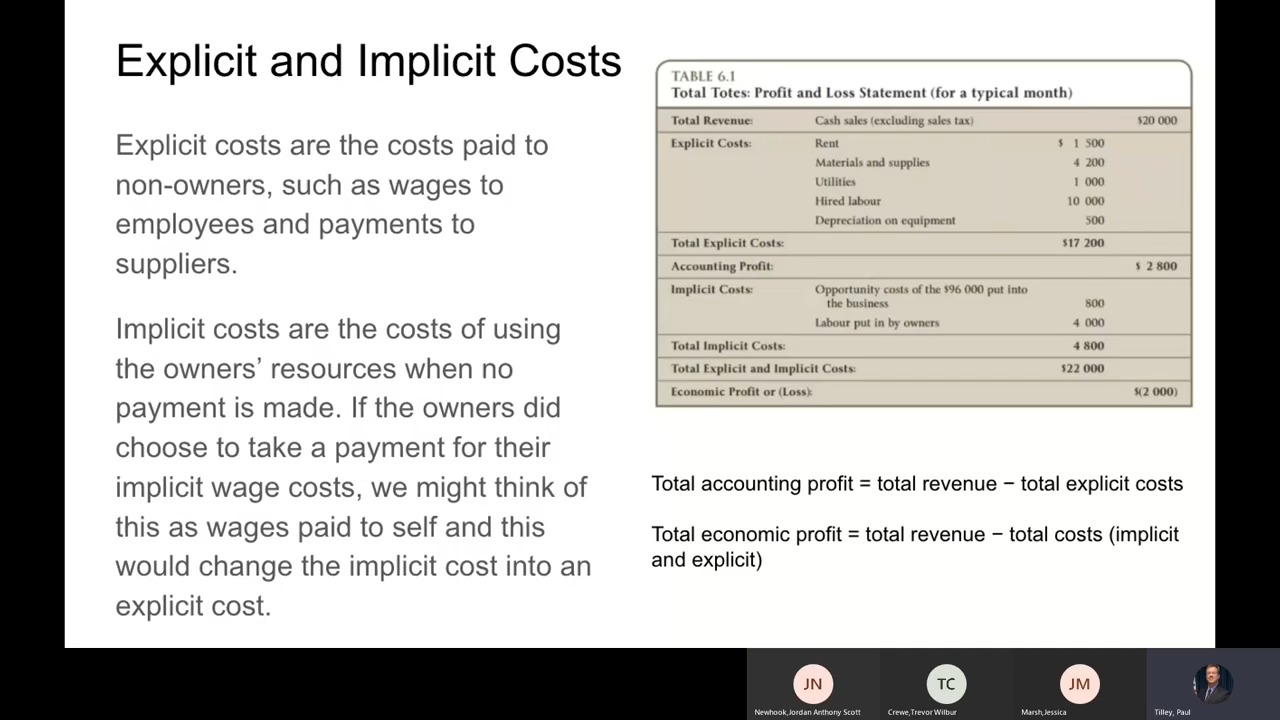 Explicit and Implicit Costs
Explicit costs are the costs paid to
non-owners, such as wages to
employees and payments to
suppliers.
Implicit costs are the costs of using
the owners’ resources when no
payment is made. If the owners did
choose to take a payment for their
implicit wage costs, we might think of
this as wages paid to self and this
would change the implicit cost into an
explicit cost.
TABLE 6.1
Total Totes: Profit and Loss Statement (for a typical month)
Total Revenue: Cash sales (excluding sales tax) $20 000
Explicit Costs: Rent $ 1 500
Materials and supplies 4 200
Utilities 1 000
Hired labour 10 000
Depreciation on equipment 500
Total Explicit Costs: $17 200
Accounting Profit: $ 2 800
Implicit Costs: Opportunity costs of the $96 000 put into
the business 800
Labour put in by owners 4 000
Total Implicit Costs: 4 800
Total Explicit and Implicit Costs: $22 000
Economic Profit or (Loss): $(2 000)
Total accounting profit = total revenue − total explicit costs
Total economic profit = total revenue − total costs (implicit
and explicit)
JN TC JM
Newhook,Jordan Anthony Scott Crewe,Trevor Wilbur Marsh,Jessica Tilley, Paul